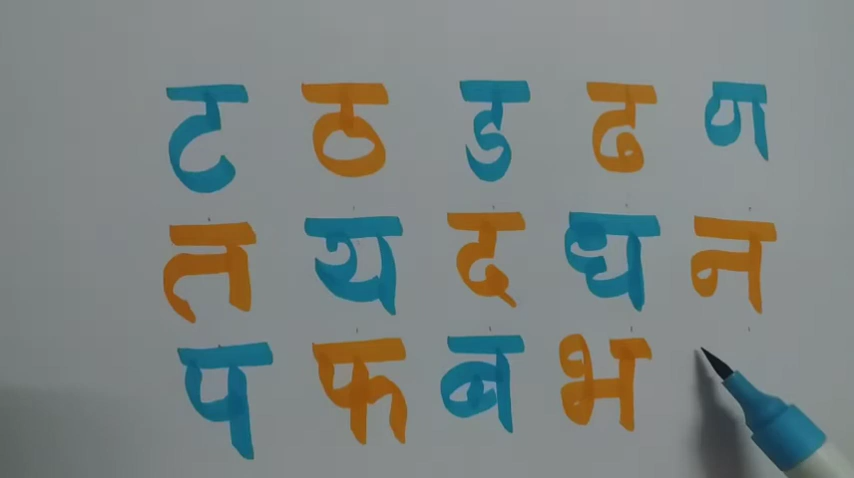 ट ठ ड ढ ण
त थ द ध न
प फ ब भ